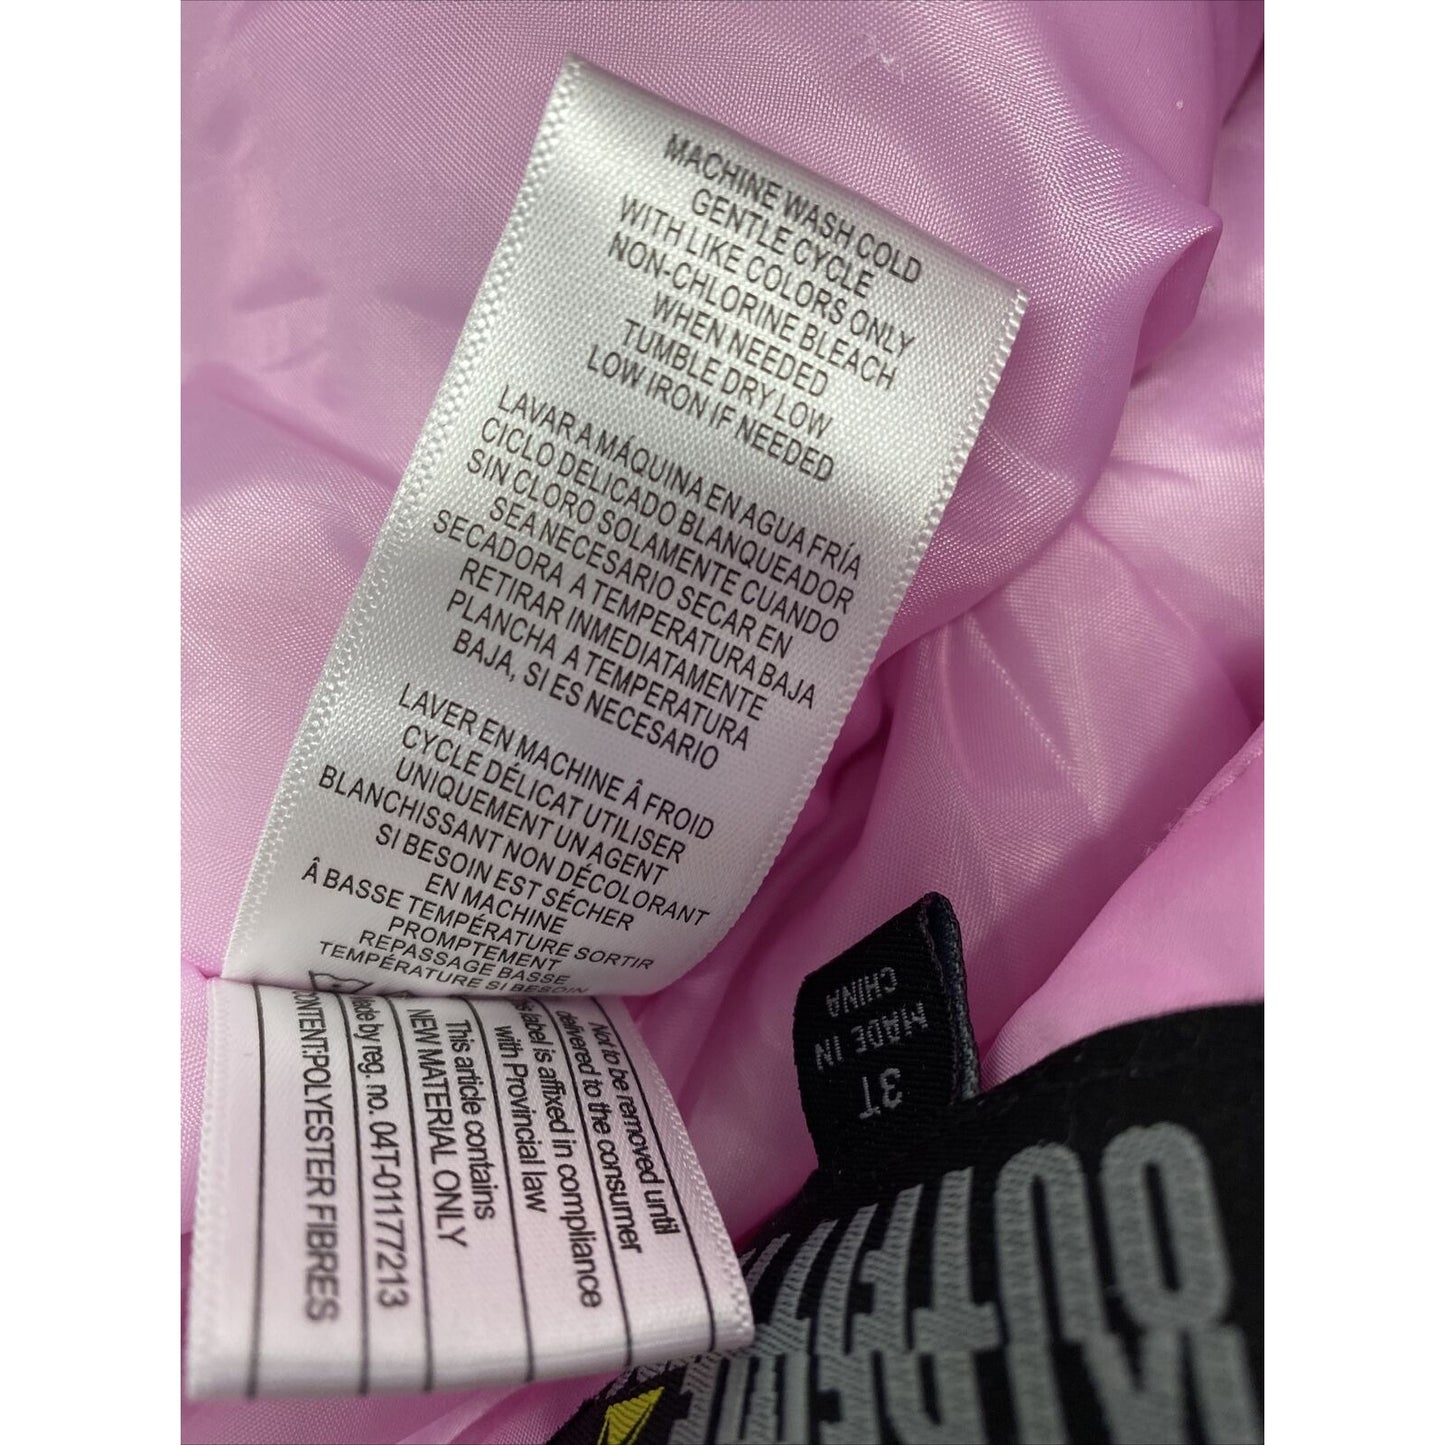 MACHINE WASH COLD
GENTLE CYCLE
WITH LIKE COLORS ONLY
NON-CHLORINE BLEACH
WHEN NEEDED
TUMBLE DRY LOW
LOW IRON IF NEEDED
LAVAR A MÁQUINA EN AGUA FRÍA
CICLO DELICADO BLANQUEADOR
SIN CLORO SOLAMENTE CUANDO
SEA NECESARIO SECAR EN
SECADORA A TEMPERATURA BAJA
RETIRAR INMEDIATAMENTE
PLANCHA A TEMPERATURA
BAJA, SI ES NECESARIO
LAVER EN MACHINE Â FROID
CYCLE DÉLICAT UTILISER
UNIQUEMENT UN AGENT
BLANCHISSANT NON DÉCOLORANT
SI BESOIN EST SÉCHER
EN MACHINE
Â BASSE TEMPÉRATURE SORTIR
PROMPTEMENT
REPASSAGE BASSE
TEMPÉRATURE SI BESOIN
Not to be removed until
delivered to the consumer
label is affixed in compliance
with Provincial law
This article contains
NEW MATERIAL ONLY
Made by reg. no. 04T-01177213
CONTENT:POLYESTER FIBRES
3T
MADE IN
CHINA